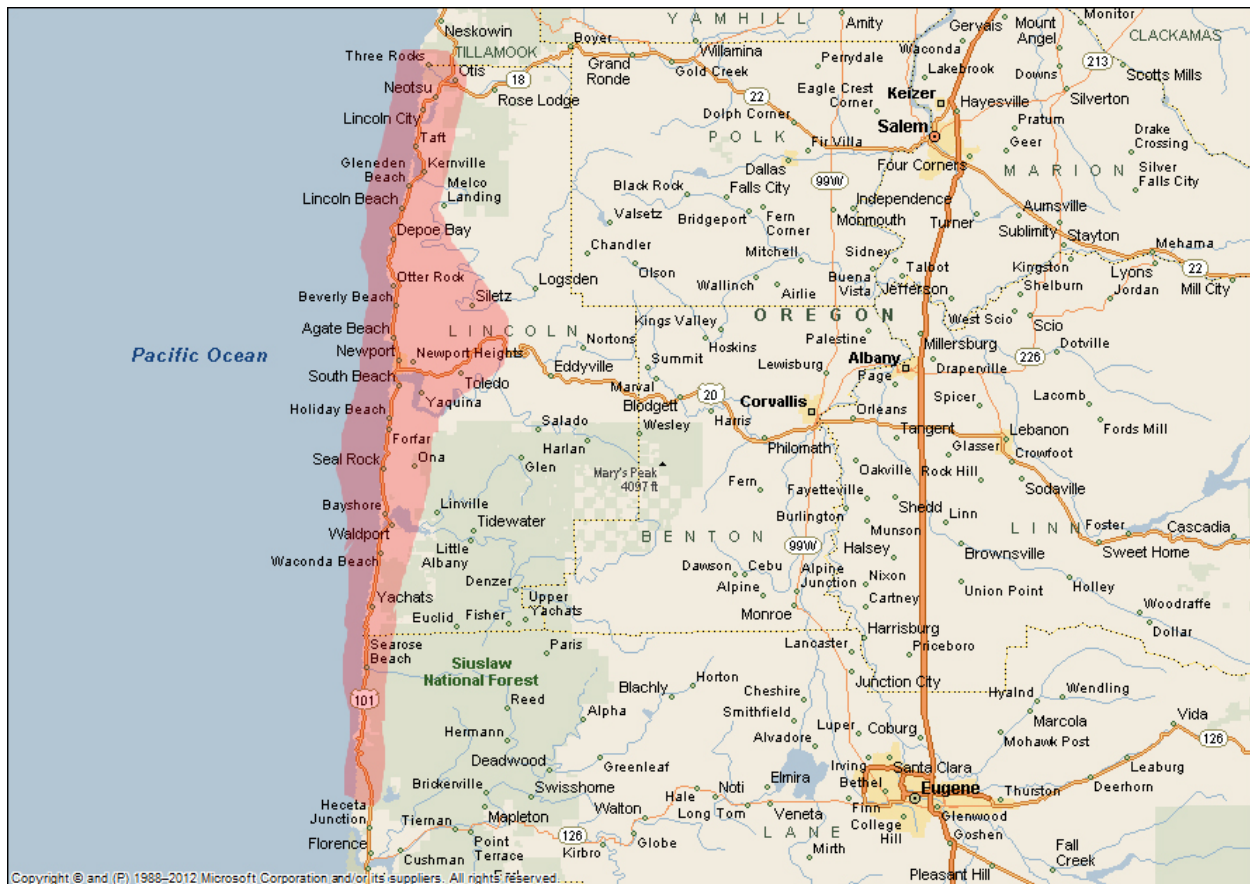 Neskowin
YAMHILL
Amity
Gervais
Mount
Angel
Monitor
CLACKAMAS
Three Rocks
TILLAMOOK
Boyer
Willamina
Waconda
213
Otis
18
Grand
Ronde
Gold Creek
Perrydale
Lakebrook
Downs
Scotts Mills
Neotsu
Rose Lodge
22
Eagle Crest
Corner
Keizer
Hayesville
Silverton
Lincoln City
Dolph Corner
Salem
Pratum
Drake
Crossing
Taft
POLK
Fir Villa
Geer
Gleneden
Beach
Kernville
Dallas
Four Corners
MARION
Silver
Falls City
Melco
Landing
Black Rock
Falls City
99W
Lincoln Beach
Valsetz
Bridgeport
Fern
Corner
Independence
Monmouth
Turner
Aumsville
Sublimity
Stayton
Depoe Bay
Chandler
Mitchell
Sidney
Mehama
Otter Rock
Logsden
Olson
Wallinch
Airlie
Buena
Vista
Talbot
Jefferson
Kingston
Shelburn
Lyons
Jordan
22
Mill City
Beverly Beach
Siletz
OREGON
West Scio
Scio
Agate Beach
LINCOLN
Kings Valley
Palestine
Pacific Ocean
Newport
Newport Heights
Nortons
Hoskins
Millersburg
226
Dotville
South Beach
Toledo
Eddyville
Summit
Lewisburg
Albany
Page
Draperville
Yaquina
Marval
20
Holiday Beach
Blodgett
Harris
Corvallis
Orleans
Spicer
Lacomb
Salado
Wesley
Tangent
Lebanon
Fords Mill
Forfar
Harlan
Philomath
Glasser
Crowfoot
Seal Rock
Ona
Glen
Mary's Peak
4097 ft
Oakville
Rock Hill
Fern
Fayetteville
Sodaville
Bayshore
Linville
Shedd
Tidewater
Burlington
Linn
Waldport
BENTON
Munson
LINN
Foster
Cascadia
99W
Halsey
Brownsville
Sweet Home
Waconda Beach
Little
Albany
Dawson
Cebu
Alpine
Junction
Denzer
Alpine
Nixon
Union Point
Holley
Yachats
Upper
Yachats
Cartney
Woodraffe
Euclid
Fisher
Monroe
Dollar
Harrisburg
Searose
Beach
Paris
Lancaster
Priceboro
Siuslaw
National Forest
Junction City
101
Reed
Blachly
Horton
Cheshire
Hyalnd
Wendling
Alpha
Smithfield
Marcola
Vida
Hermann
Luper
Coburg
Mohawk Post
126
Alvadore
Deadwood
Greenleaf
Irving
Santa Clara
Leaburg
Brickerville
Swisshome
Elmira
Bethel
Eugene
Deerhorn
Thurston
Heceta
Junction
Walton
Hale
Noti
Mapleton
Long Tom
Veneta
Finn
Glenwood
Tiernan
126
LANE
College
Hill
Florence
Point
Terrace
Globe
Goshen
Cushman
Kirbro
Mirth
Fall
Creek
Pleasant Hill
Copyright © and (P) 1988–2012 Microsoft Corporation and/or its suppliers. All rights reserved.